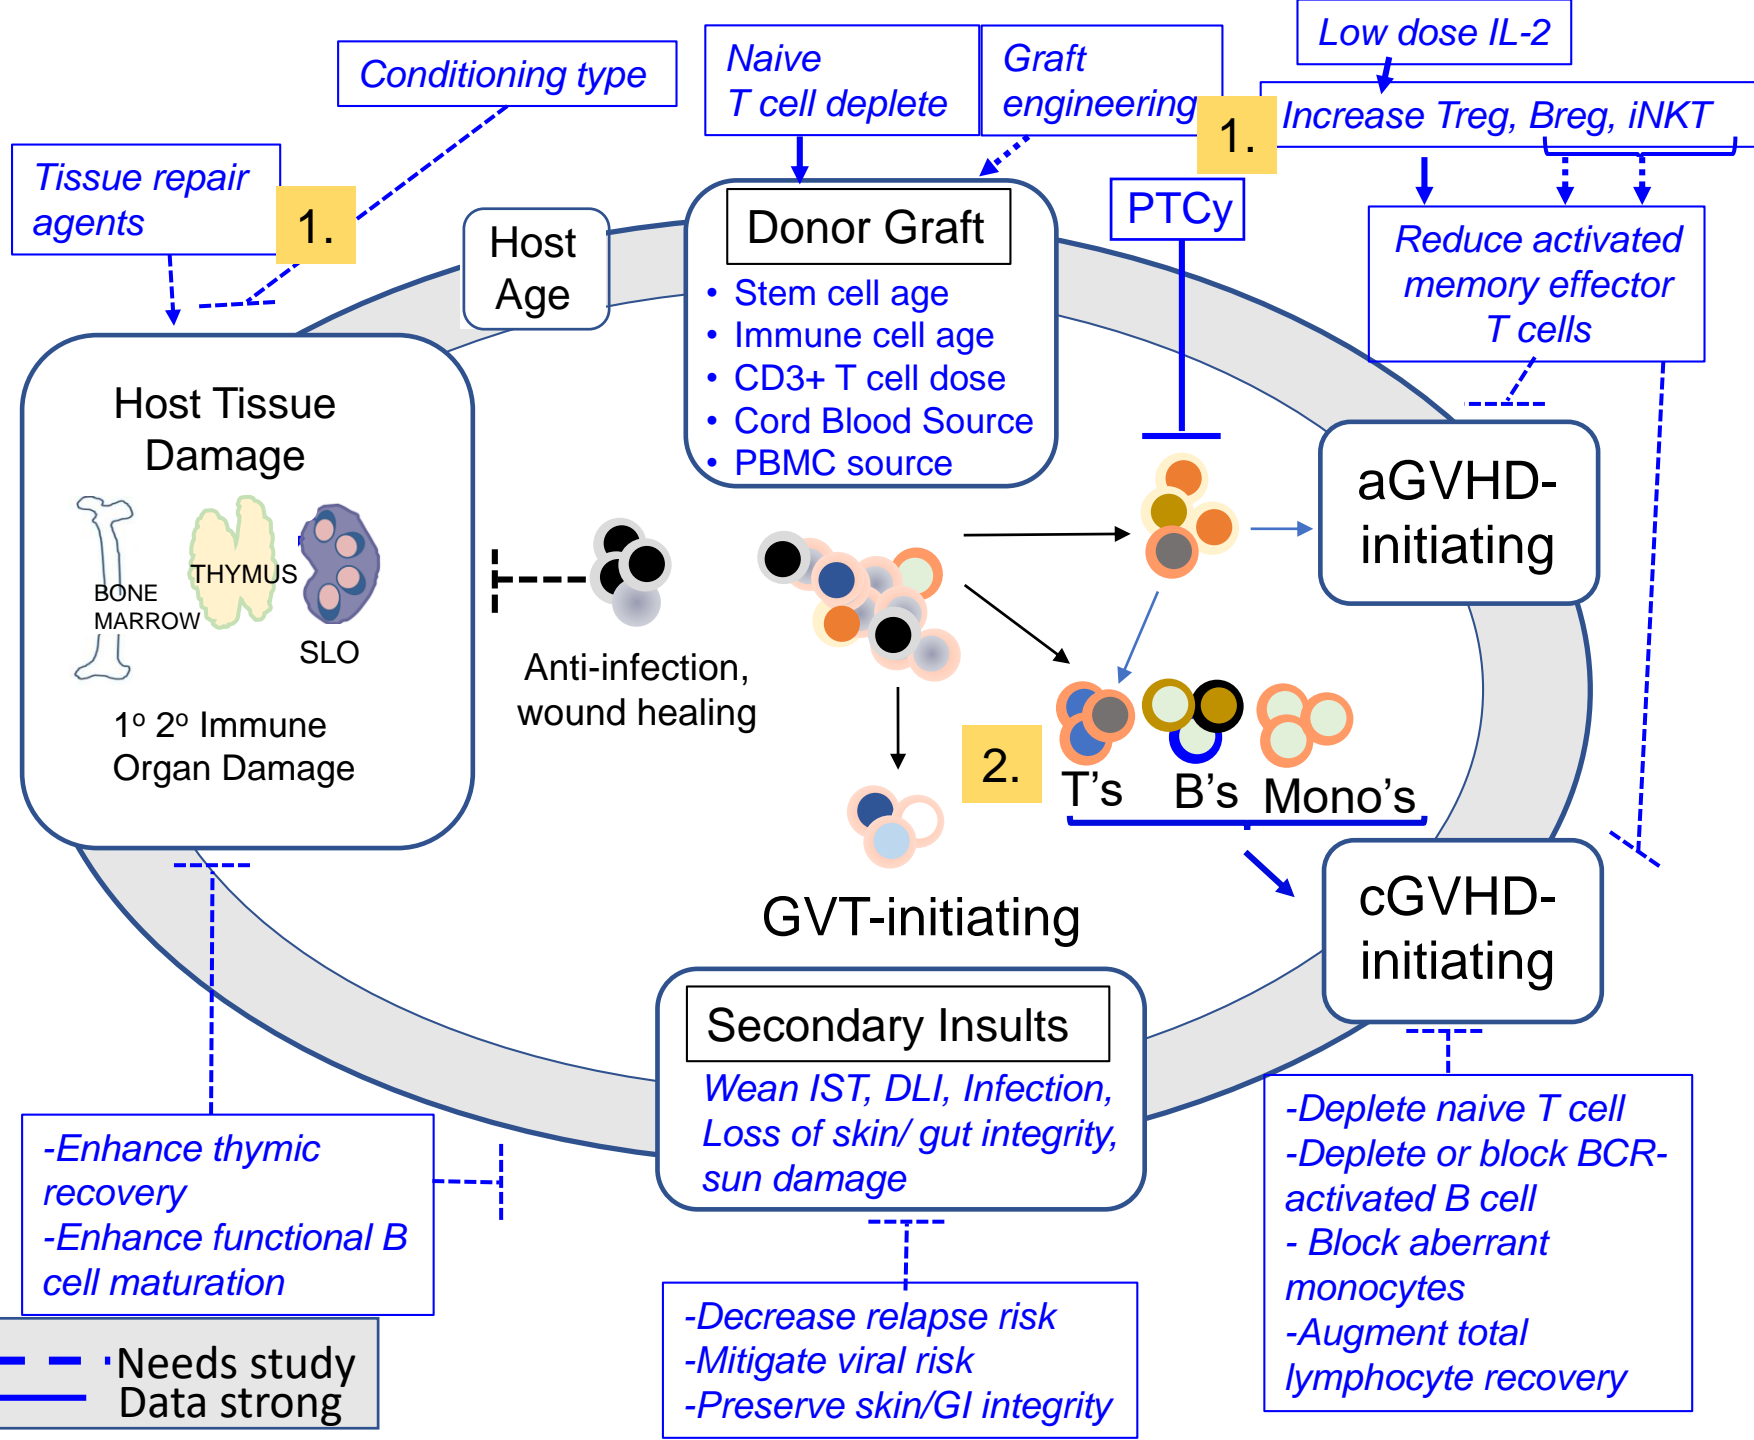 Low dose IL-2
Conditioning type
Naive
T cell deplete
Graft
engineering
1.
Increase Treg, Breg, iNKT
Tissue repair
agents
1.
Host
Age
Donor Graft
• Stem cell age
• Immune cell age
• CD3+ T cell dose
• Cord Blood Source
• PBMC source
PTCy
Reduce activated
memory effector
T cells
Host Tissue
Damage
BONE
MARROW
THYMUS
SLO
1º 2º Immune
Organ Damage
Anti-infection,
wound healing
aGVHD-
initiating
2.
T's
B's
Mono's
GVT-initiating
cGVHD-
initiating
Secondary Insults
Wean IST, DLI, Infection,
Loss of skin/ gut integrity,
sun damage
-Enhance thymic
recovery
-Enhance functional B
cell maturation
-Decrease relapse risk
-Mitigate viral risk
-Preserve skin/GI integrity
-Deplete naive T cell
-Deplete or block BCR-
activated B cell
- Block aberrant
monocytes
-Augment total
lymphocyte recovery
Needs study
Data strong